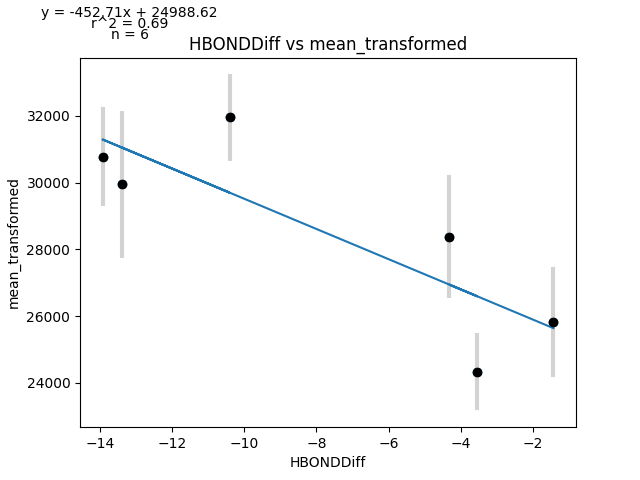 y = -452.71x + 24988.62
r^2 = 0.69
n = 6
HBONDDiff vs mean_transformed
mean_transformed
32000
30000
28000
26000
24000
−14
−12
−10
−8
−6
−4
−2
HBONDDiff